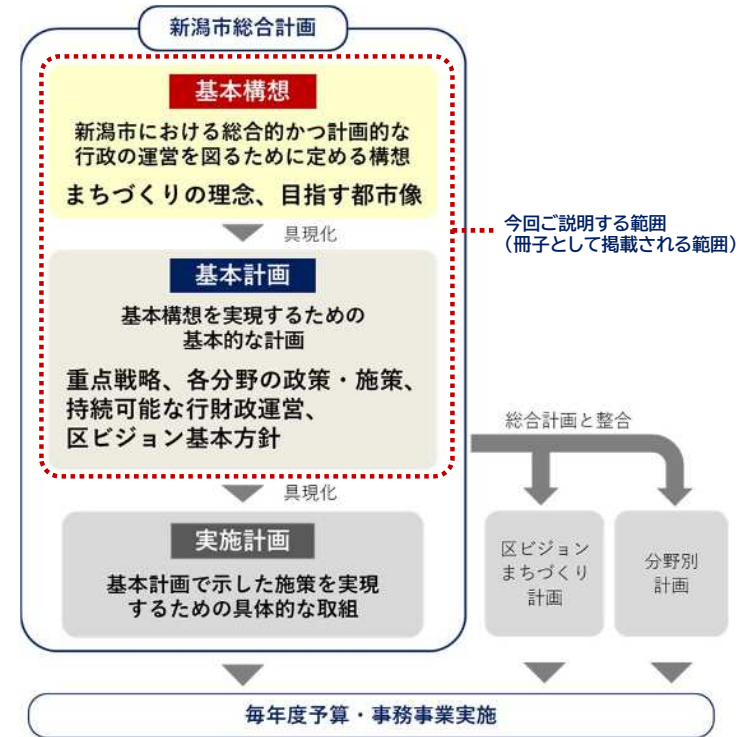 新潟市総合計画
基本構想
新潟市における総合的かつ計画的な
行政の運営を図るために定める構想
まちづくりの理念、目指す都市像
具現化
今回ご説明する範囲
(冊子として掲載される範囲)
基本計画
基本構想を実現するための
基本的な計画
重点戦略、各分野の政策・施策、
持続可能な行財政運営、
区ビジョン基本方針
総合計画と整合
具現化
実施計画
基本計画で示した施策を実現
するための具体的な取組
区ビジョン
まちづくり
計画
分野別
計画
毎年度予算・事務事業実施